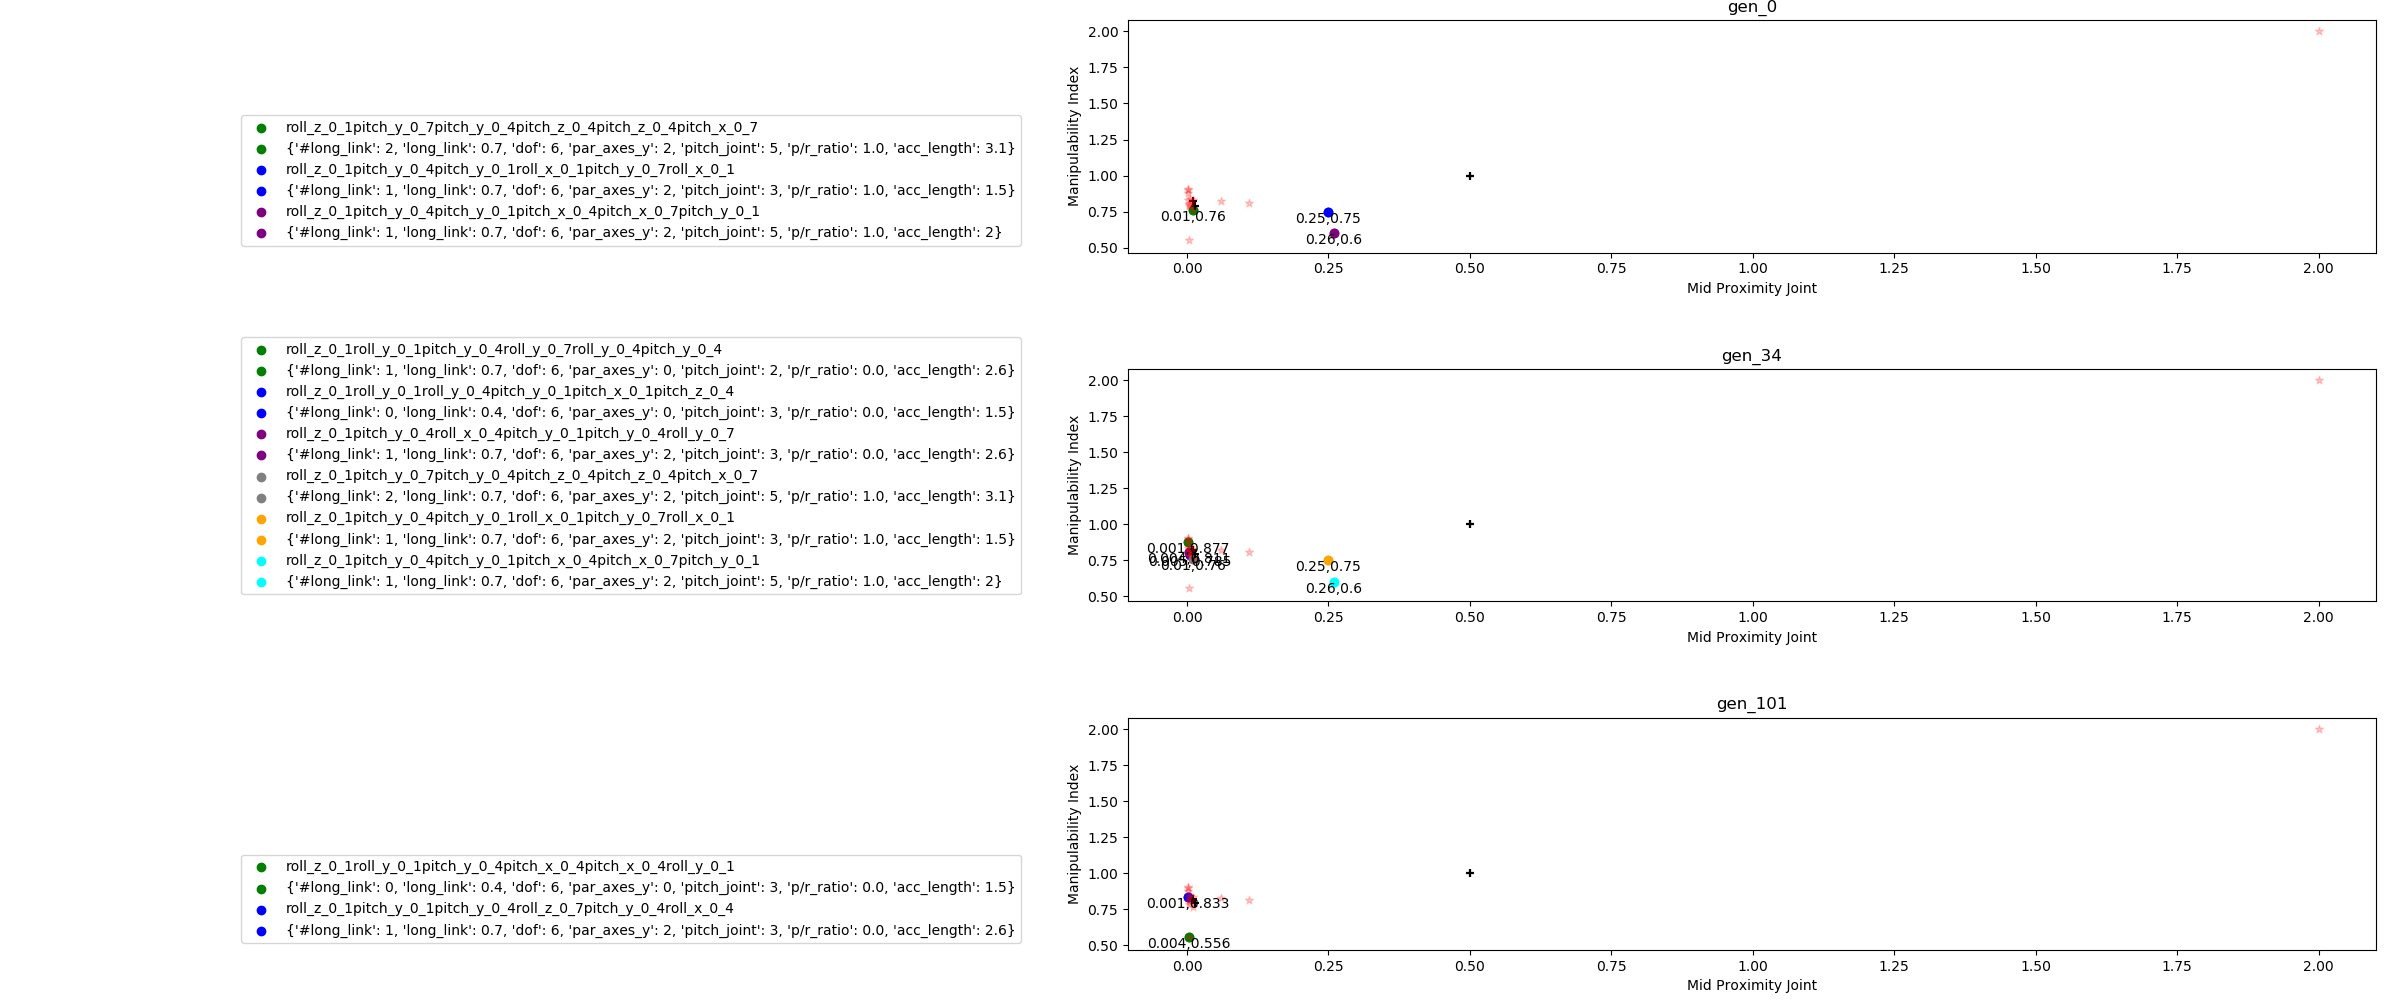 gen_0
2.00
1.75
1.50
1.25
1.00
0.75
0.50
Manipulability Index
0.01,0.76
0.25,0.75
0.26,0.6
0.00 0.25 0.50 0.75 1.00 1.25 1.50 1.75 2.00
Mid Proximity Joint
roll_z_0_1pitch_y_0_7pitch_y_0_4pitch_z_0_4pitch_z_0_4pitch_x_0_7
{'#long_link': 2, 'long_link': 0.7, 'dof': 6, 'par_axes_y': 2, 'pitch_joint': 5, 'p/r_ratio': 1.0, 'acc_length': 3.1}
roll_z_0_1pitch_y_0_4pitch_y_0_1roll_x_0_1pitch_y_0_7roll_x_0_1
{'#long_link': 1, 'long_link': 0.7, 'dof': 6, 'par_axes_y': 2, 'pitch_joint': 3, 'p/r_ratio': 1.0, 'acc_length': 1.5}
roll_z_0_1pitch_y_0_4pitch_y_0_1pitch_x_0_4pitch_x_0_7pitch_y_0_1
{'#long_link': 1, 'long_link': 0.7, 'dof': 6, 'par_axes_y': 2, 'pitch_joint': 5, 'p/r_ratio': 1.0, 'acc_length': 2}
gen_34
2.00
1.75
1.50
1.25
1.00
0.75
0.50
Manipulability Index
0.001,0.877
0.01,0.76
0.25,0.75
0.26,0.6
0.00 0.25 0.50 0.75 1.00 1.25 1.50 1.75 2.00
Mid Proximity Joint
roll_z_0_1roll_y_0_1pitch_y_0_4roll_y_0_7roll_y_0_4pitch_y_0_4
{'#long_link': 1, 'long_link': 0.7, 'dof': 6, 'par_axes_y': 0, 'pitch_joint': 2, 'p/r_ratio': 0.0, 'acc_length': 2.6}
roll_z_0_1roll_y_0_1roll_y_0_4pitch_y_0_1pitch_x_0_1pitch_z_0_4
{'#long_link': 0, 'long_link': 0.4, 'dof': 6, 'par_axes_y': 0, 'pitch_joint': 3, 'p/r_ratio': 0.0, 'acc_length': 1.5}
roll_z_0_1pitch_y_0_4roll_x_0_4pitch_y_0_1pitch_y_0_4roll_y_0_7
{'#long_link': 1, 'long_link': 0.7, 'dof': 6, 'par_axes_y': 2, 'pitch_joint': 3, 'p/r_ratio': 0.0, 'acc_length': 2.6}
roll_z_0_1pitch_y_0_7pitch_y_0_4pitch_z_0_4pitch_z_0_4pitch_x_0_7
{'#long_link': 2, 'long_link': 0.7, 'dof': 6, 'par_axes_y': 2, 'pitch_joint': 5, 'p/r_ratio': 1.0, 'acc_length': 3.1}
roll_z_0_1pitch_y_0_4pitch_y_0_1roll_x_0_1pitch_y_0_7roll_x_0_1
{'#long_link': 1, 'long_link': 0.7, 'dof': 6, 'par_axes_y': 2, 'pitch_joint': 3, 'p/r_ratio': 1.0, 'acc_length': 1.5}
roll_z_0_1pitch_y_0_4pitch_y_0_1pitch_x_0_4pitch_x_0_7pitch_y_0_1
{'#long_link': 1, 'long_link': 0.7, 'dof': 6, 'par_axes_y': 2, 'pitch_joint': 5, 'p/r_ratio': 1.0, 'acc_length': 2}
gen_101
2.00
1.75
1.50
1.25
1.00
0.75
0.50
Manipulability Index
0.001,0.833
0.004,0.556
0.00 0.25 0.50 0.75 1.00 1.25 1.50 1.75 2.00
Mid Proximity Joint
roll_z_0_1roll_y_0_1pitch_y_0_4pitch_x_0_4pitch_x_0_4roll_y_0_1
{'#long_link': 0, 'long_link': 0.4, 'dof': 6, 'par_axes_y': 0, 'pitch_joint': 3, 'p/r_ratio': 0.0, 'acc_length': 1.5}
roll_z_0_1pitch_y_0_1pitch_y_0_4roll_z_0_7pitch_y_0_4roll_x_0_4
{'#long_link': 1, 'long_link': 0.7, 'dof': 6, 'par_axes_y': 2, 'pitch_joint': 3, 'p/r_ratio': 0.0, 'acc_length': 2.6}